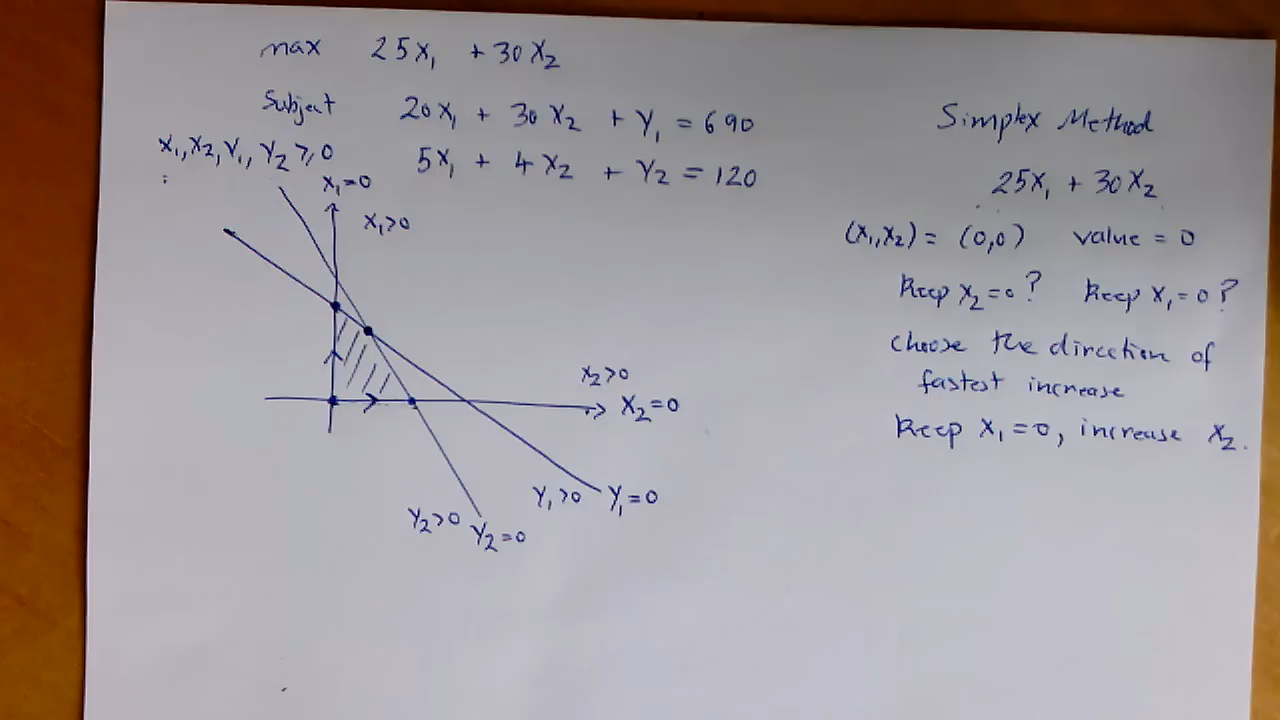 max 25x₁ + 30x₂
Subject 20x₁ + 30x₂ + y₁ = 690
x₁, x₂, y₁, y₂ ⩾ 0 5x₁ + 4x₂ + y₂ = 120
x₁=0
x₁>0
x₂>0
x₂=0
y₁>0 y₁=0
y₂>0 y₂=0
Simplex Method
25x₁ + 30x₂
(x₁,x₂) = (0,0) value = 0
keep x₂=0? keep x₁=0?
choose the direction of
fastest increase
keep x₁=0, increase x₂.